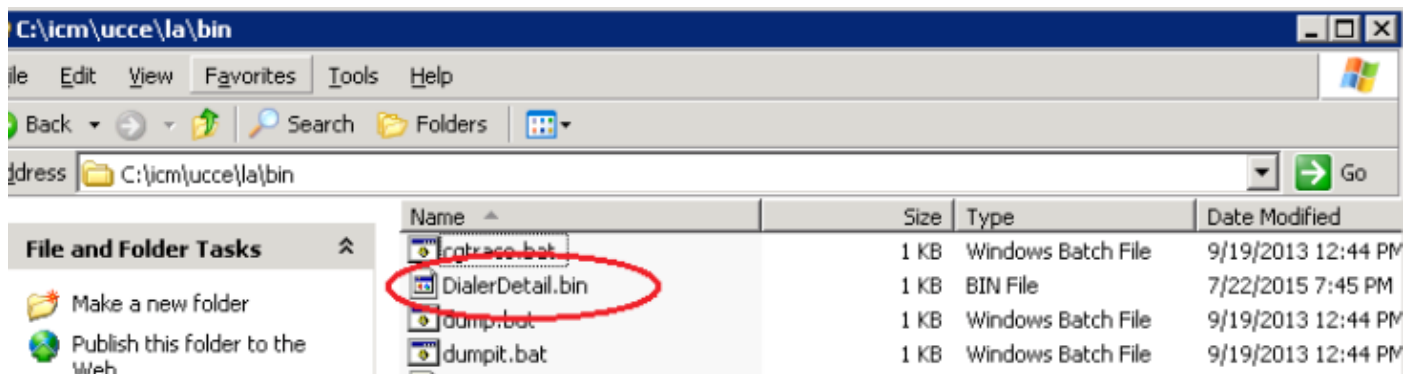 C:\icm\ucce\la\bin
ile Edit View Favorites Tools Help
Back Search Folders
ddress C:\icm\ucce\la\bin Go
Name Size Type Date Modified
File and Folder Tasks
cgtrace.bat 1 KB Windows Batch File 9/19/2013 12:44 PM
DialerDetail.bin 1 KB BIN File 7/22/2015 7:45 PM
Make a new folder
dump.bat 1 KB Windows Batch File 9/19/2013 12:44 PM
Publish this folder to the
Web
dumpit.bat 1 KB Windows Batch File 9/19/2013 12:44 PM